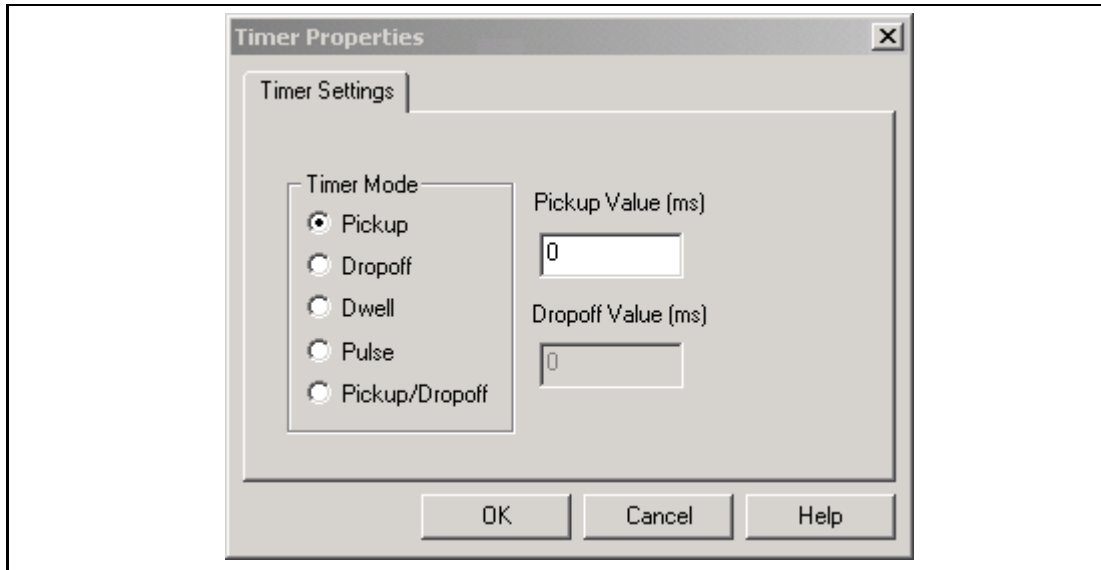 Timer Properties
Timer Settings
Timer Mode
Pickup
Dropoff
Dwell
Pulse
Pickup/Dropoff
Pickup Value (ms)
0
Dropoff Value (ms)
0
OK
Cancel
Help